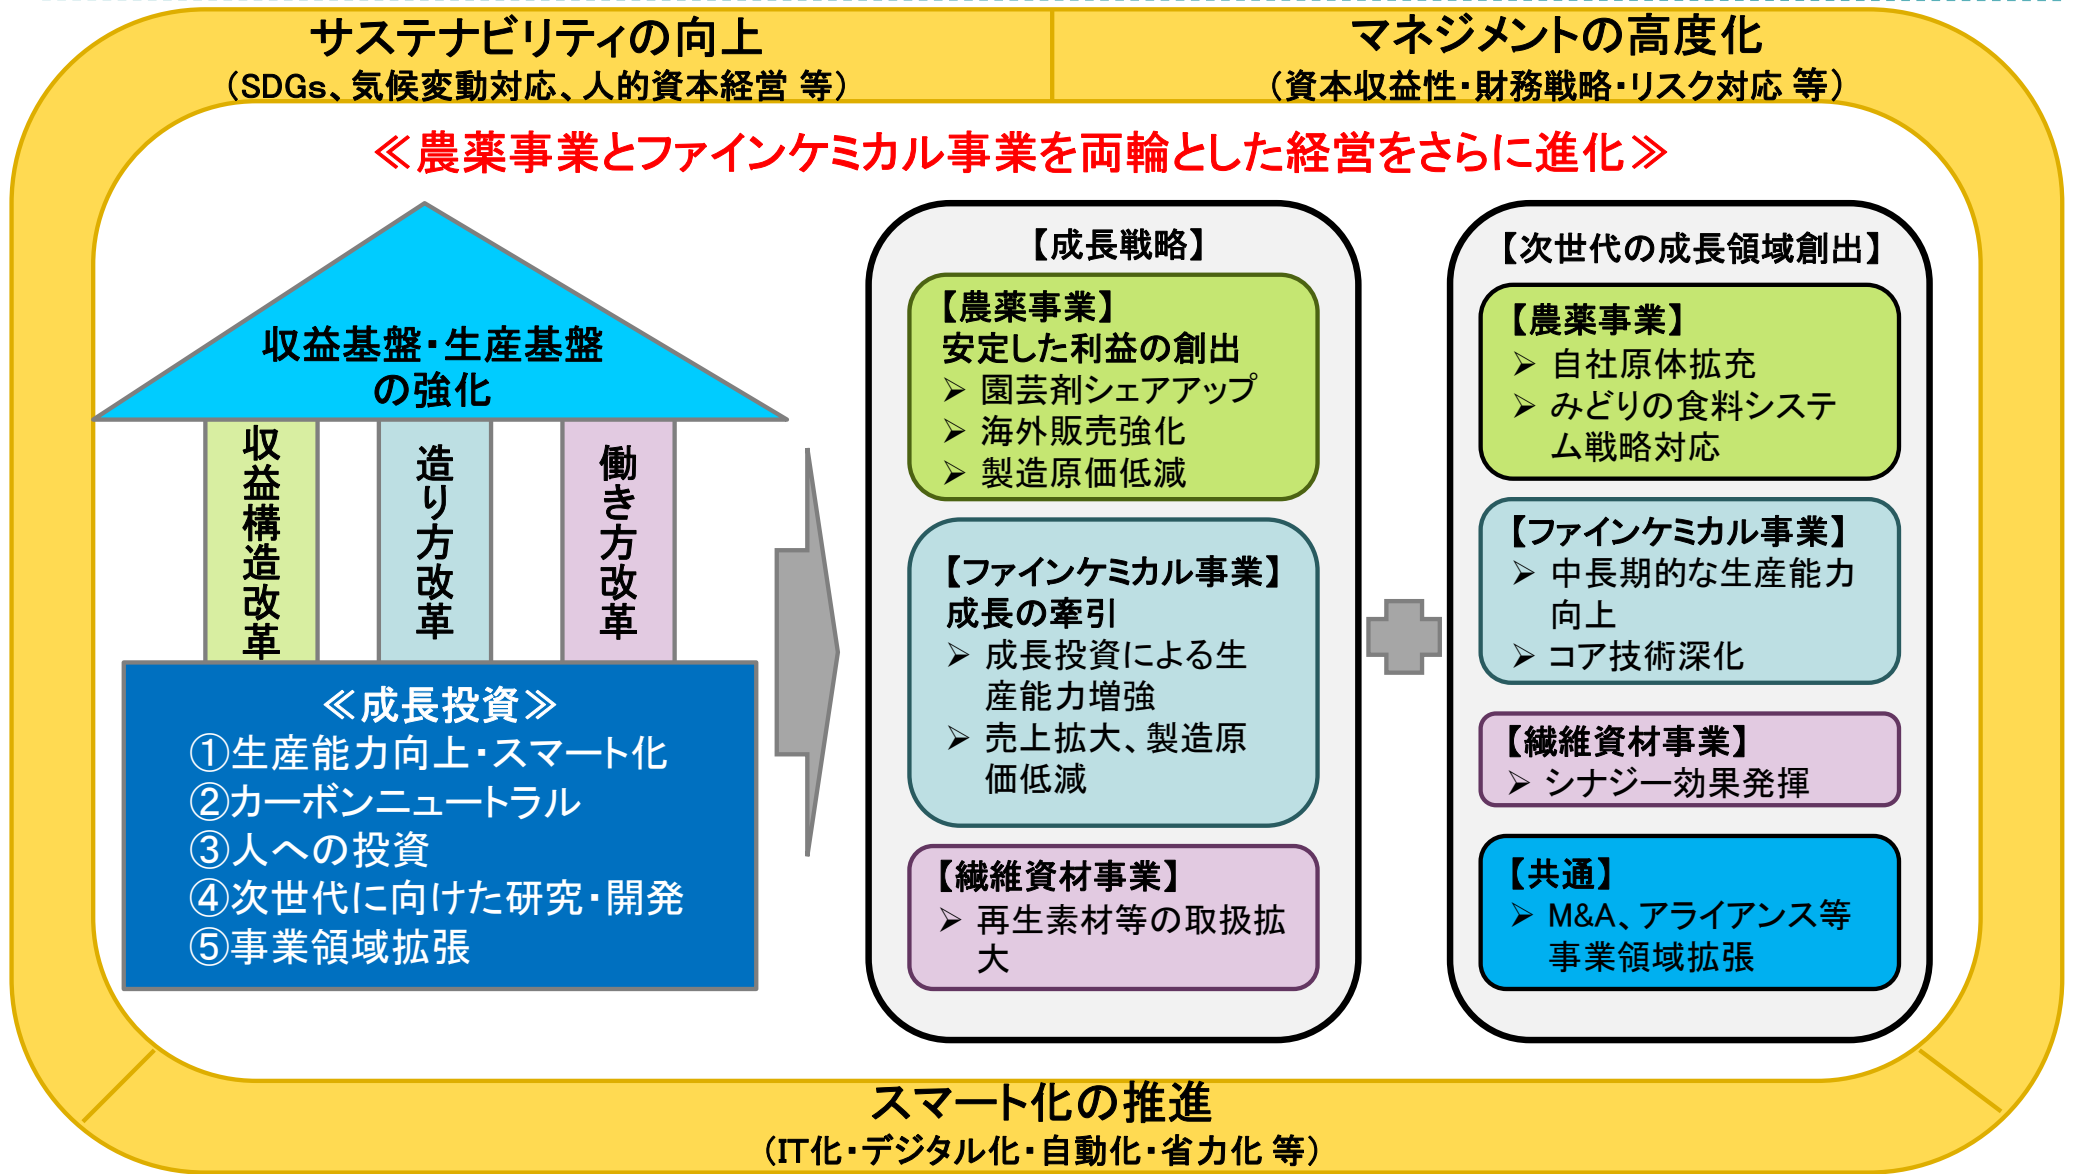 サステナビリティの向上
（SDGs、気候変動対応、人的資本経営 等）
マネジメントの高度化
（資本収益性・財務戦略・リスク対応 等）
≪農薬事業とファインケミカル事業を両輪とした経営をさらに進化≫
収益基盤・生産基盤
の強化
収益構造改革
造り方改革
働き方改革
≪成長投資≫
①生産能力向上・スマート化
②カーボンニュートラル
③人への投資
④次世代に向けた研究・開発
⑤事業領域拡張
【成長戦略】
【農薬事業】
安定した利益の創出
➢ 園芸剤シェアアップ
➢ 海外販売強化
➢ 製造原価低減
【ファインケミカル事業】
成長の牽引
➢ 成長投資による生
産能力増強
➢ 売上拡大、製造原
価低減
【繊維資材事業】
➢ 再生素材等の取扱拡
大
【次世代の成長領域創出】
【農薬事業】
➢ 自社原体拡充
➢ みどりの食料システ
ム戦略対応
【ファインケミカル事業】
➢ 中長期的な生産能力
向上
➢ コア技術深化
【繊維資材事業】
➢ シナジー効果発揮
【共通】
➢ M&A、アライアンス等
事業領域拡張
スマート化の推進
（IT化・デジタル化・自動化・省力化 等）